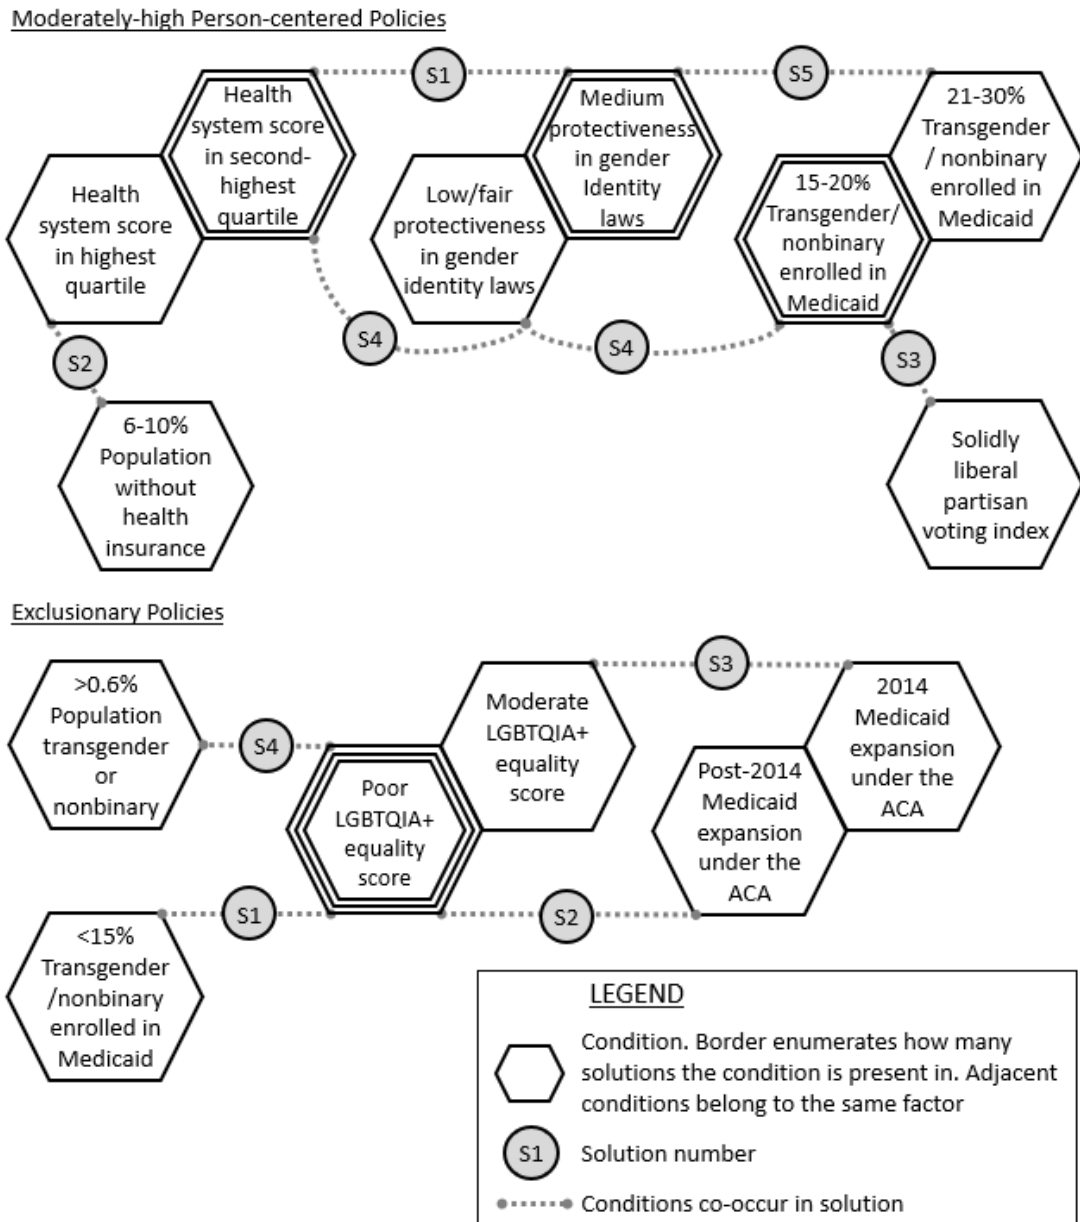 Moderately-high Person-centered Policies
S1
S5
Health
system score
in second-
highest
quartile
Medium
protectiveness
in gender
Identity
laws
21-30%
Transgender
/ nonbinary
enrolled in
Medicaid
Health
system score
in highest
quartile
Low/fair
protectiveness
in gender
identity laws
15-20%
Transgender/
nonbinary
enrolled in
Medicaid
S2
S4
S4
S3
6-10%
Population
without
health
insurance
Solidly
liberal
partisan
voting index
Exclusionary Policies
>0.6%
Population
transgender
or
nonbinary
S4
Poor
LGBTQIA+
equality
score
Moderate
LGBTQIA+
equality
score
S3
2014
Medicaid
expansion
under the
ACA
Post-2014
Medicaid
expansion
under the
ACA
S1
S2
<15%
Transgender
/nonbinary
enrolled in
Medicaid
LEGEND
Condition. Border enumerates how many
solutions the condition is present in. Adjacent
conditions belong to the same factor
S1 Solution number
Conditions co-occur in solution